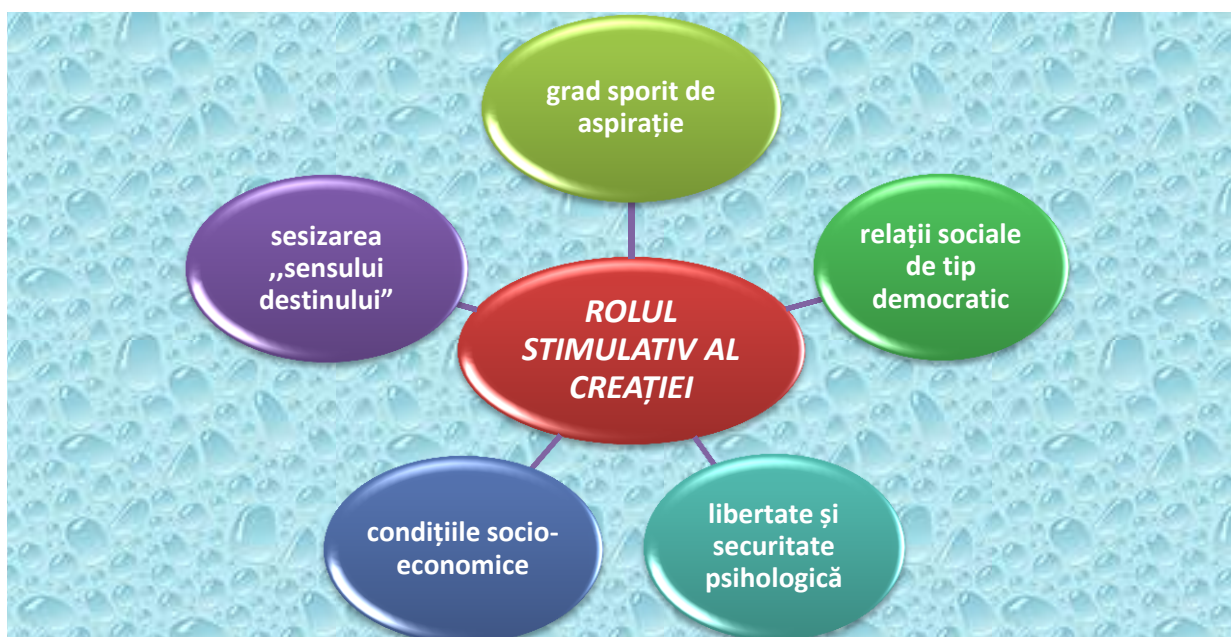 grad sporit de
aspirație
sesizarea
,,sensului
destinului”
relații sociale
de tip
democratic
ROLUL
STIMULATIV AL
CREAȚIEI
condițiile socio-
economice
libertate și
securitate
psihologică